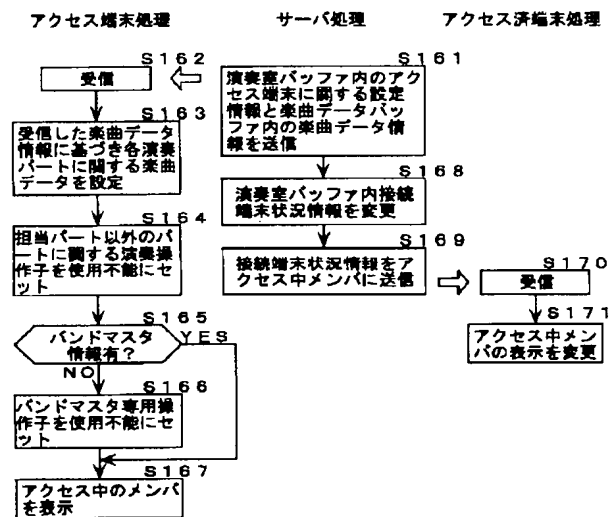 アクセス端末処理
サーバ処理
アクセス済端末処理
S162
受信
S161
演奏室バッファ内のアク
セス端末に関する設定
情報と楽曲データバッ
ファ内の楽曲データ情
報を送信
S163
受信した楽曲データ
情報に基づき各演奏
パートに関する楽曲
データを設定
S168
演奏室バッファ内接続
端末状況情報を変更
S164
担当パート以外のパ
ートに関する演奏操
作子を使用不能にセ
ット
S169
接続端末状況情報をア
クセス中メンバに送信
S170
受信
S171
アクセス中メン
バの表示を変更
S165
バンドマスタ
情報有?
YES
NO
S166
バンドマスタ専用操
作子を使用不能にセ
ット
S167
アクセス中のメンバ
を表示